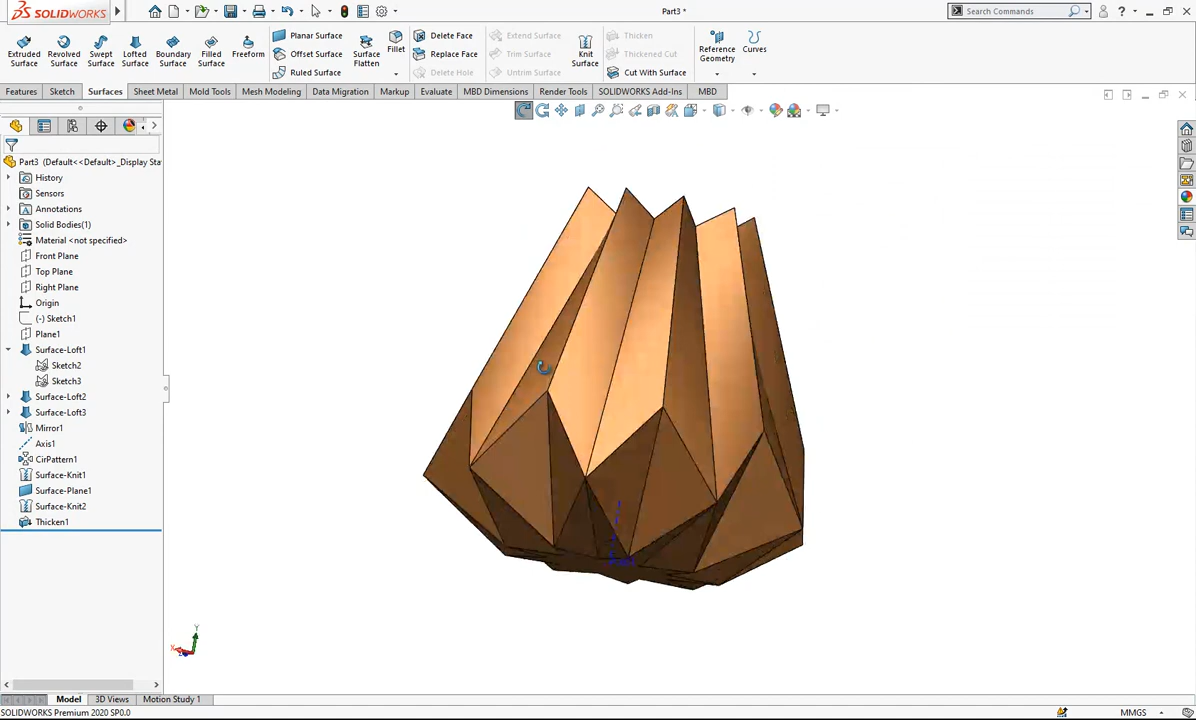 SOLIDWORKS
Part3 *
Search Commands
Extruded Surface
Revolved Surface
Swept Surface
Lofted Surface
Boundary Surface
Filled Surface
Freeform
Planar Surface
Offset Surface
Ruled Surface
Surface Flatten
Fillet
Delete Face
Replace Face
Delete Hole
Extend Surface
Trim Surface
Untrim Surface
Knit Surface
Thicken
Thickened Cut
Cut With Surface
Reference Geometry
Curves
Features
Sketch
Surfaces
Sheet Metal
Mold Tools
Mesh Modeling
Data Migration
Markup
Evaluate
MBD Dimensions
Render Tools
SOLIDWORKS Add-Ins
MBD
Part3 (Default<<Default>_Display Sta
History
Sensors
Annotations
Solid Bodies(1)
Material <not specified>
Front Plane
Top Plane
Right Plane
Origin
(-) Sketch1
Plane1
Surface-Loft1
Sketch2
Sketch3
Surface-Loft2
Surface-Loft3
Mirror1
Axis1
CirPattern1
Surface-Knit1
Surface-Plane1
Surface-Knit2
Thicken1
Y
X
Z
Model
3D Views
Motion Study 1
SOLIDWORKS Premium 2020 SP0.0
MMGS